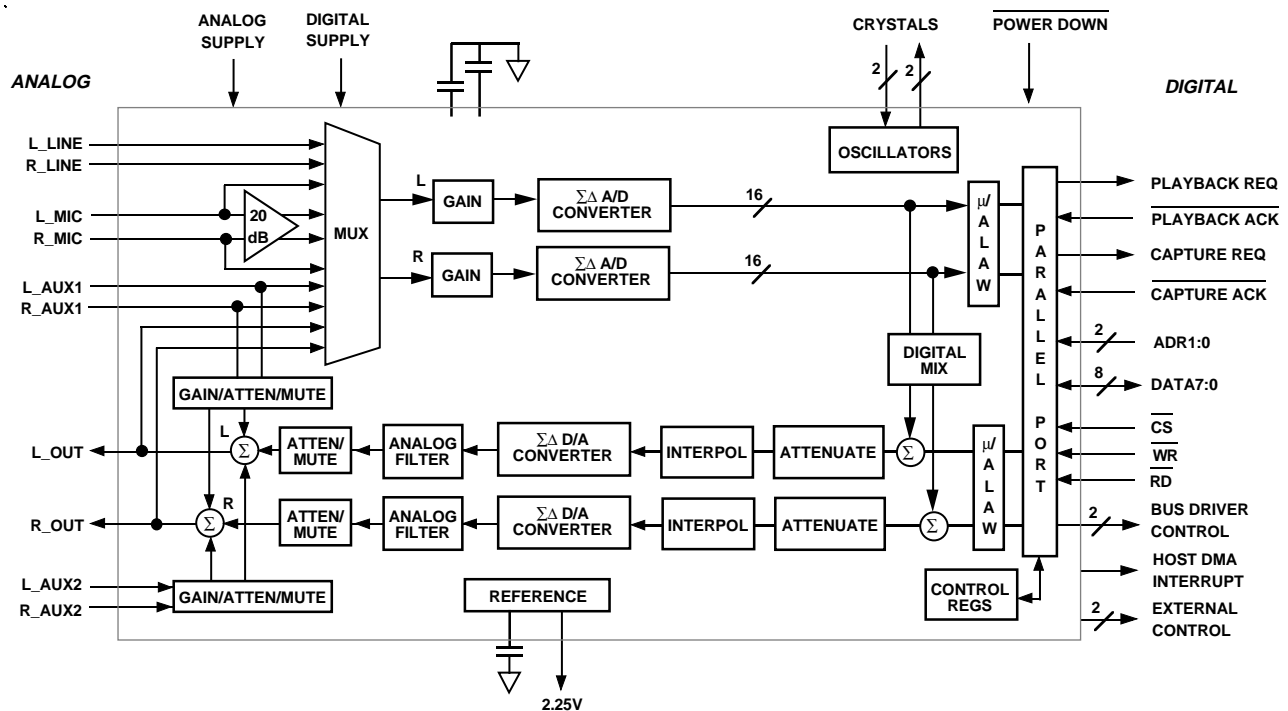 ANALOG
SUPPLY
DIGITAL
SUPPLY
CRYSTALS
POWER DOWN
ANALOG
DIGITAL
2
2
L_LINE
R_LINE
L_MIC
R_MIC
L_AUX1
R_AUX1
20
dB
MUX
L
GAIN
ΣΔ A/D
CONVERTER
16
R
GAIN
ΣΔ A/D
CONVERTER
16
OSCILLATORS
μ/
A
L
A
W
P
A
R
A
L
L
E
L
P
O
R
T
PLAYBACK REQ
PLAYBACK ACK
CAPTURE REQ
CAPTURE ACK
2
ADR1:0
8
DATA7:0
CS
WR
RD
2
BUS DRIVER
CONTROL
HOST DMA
INTERRUPT
2
EXTERNAL
CONTROL
DIGITAL
MIX
GAIN/ATTEN/MUTE
L_OUT
L
Σ
ATTEN/
MUTE
ANALOG
FILTER
ΣΔ D/A
CONVERTER
INTERPOL
ATTENUATE
Σ
μ/
A
L
A
W
R_OUT
Σ
R
ATTEN/
MUTE
ANALOG
FILTER
ΣΔ D/A
CONVERTER
INTERPOL
ATTENUATE
Σ
L_AUX2
R_AUX2
GAIN/ATTEN/MUTE
REFERENCE
CONTROL
REGS
2.25V